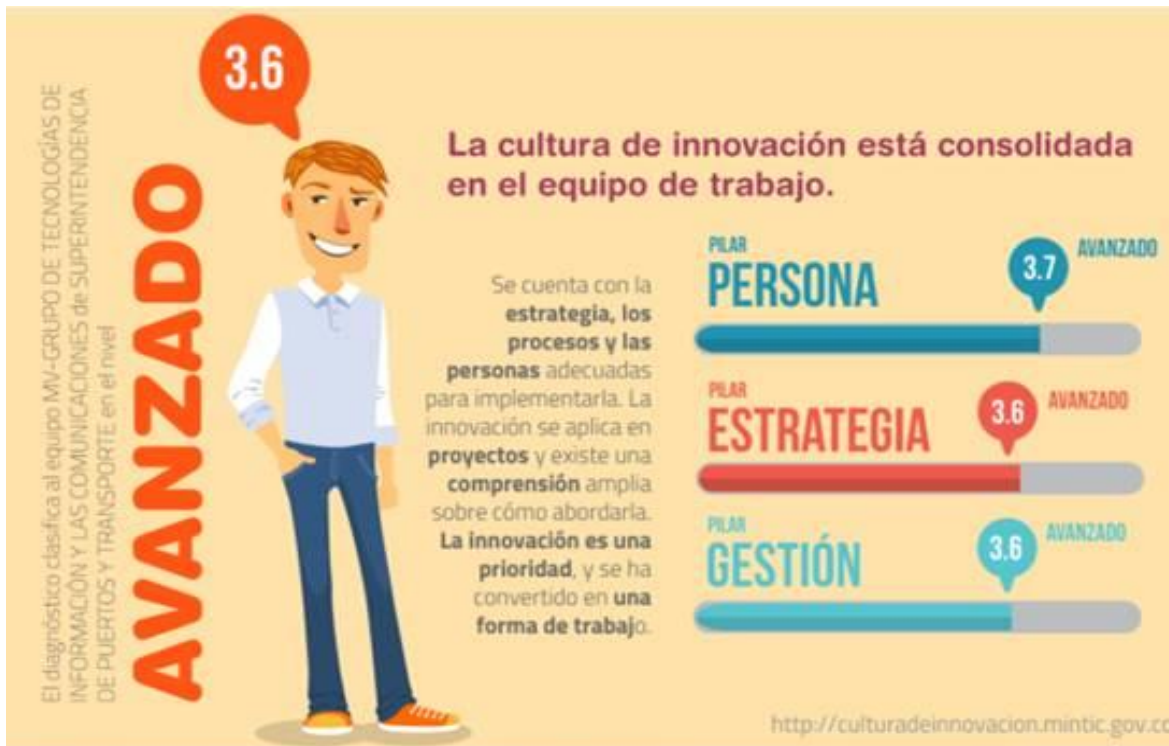 El diagnóstico clasifica al equipo MV-GRUPO DE TECNOLOGÍAS DE
INFORMACIÓN Y LAS COMUNICACIONES de SUPERINTENDENCIA
DE PUERTOS Y TRANSPORTE en el nivel
AVANZADO
3.6
La cultura de innovación está consolidada
en el equipo de trabajo.
Se cuenta con la
estrategia, los
procesos y las
personas adecuadas
para implementarla. La
innovación se aplica en
proyectos y existe una
comprensión amplia
sobre cómo abordarla.
La innovación es una
prioridad, y se ha
convertido en una
forma de trabajo.
PILAR
PERSONA
3.7
AVANZADO
PILAR
ESTRATEGIA
3.6
AVANZADO
PILAR
GESTIÓN
3.6
AVANZADO
http://culturadeinnovacion.mintic.gov.co